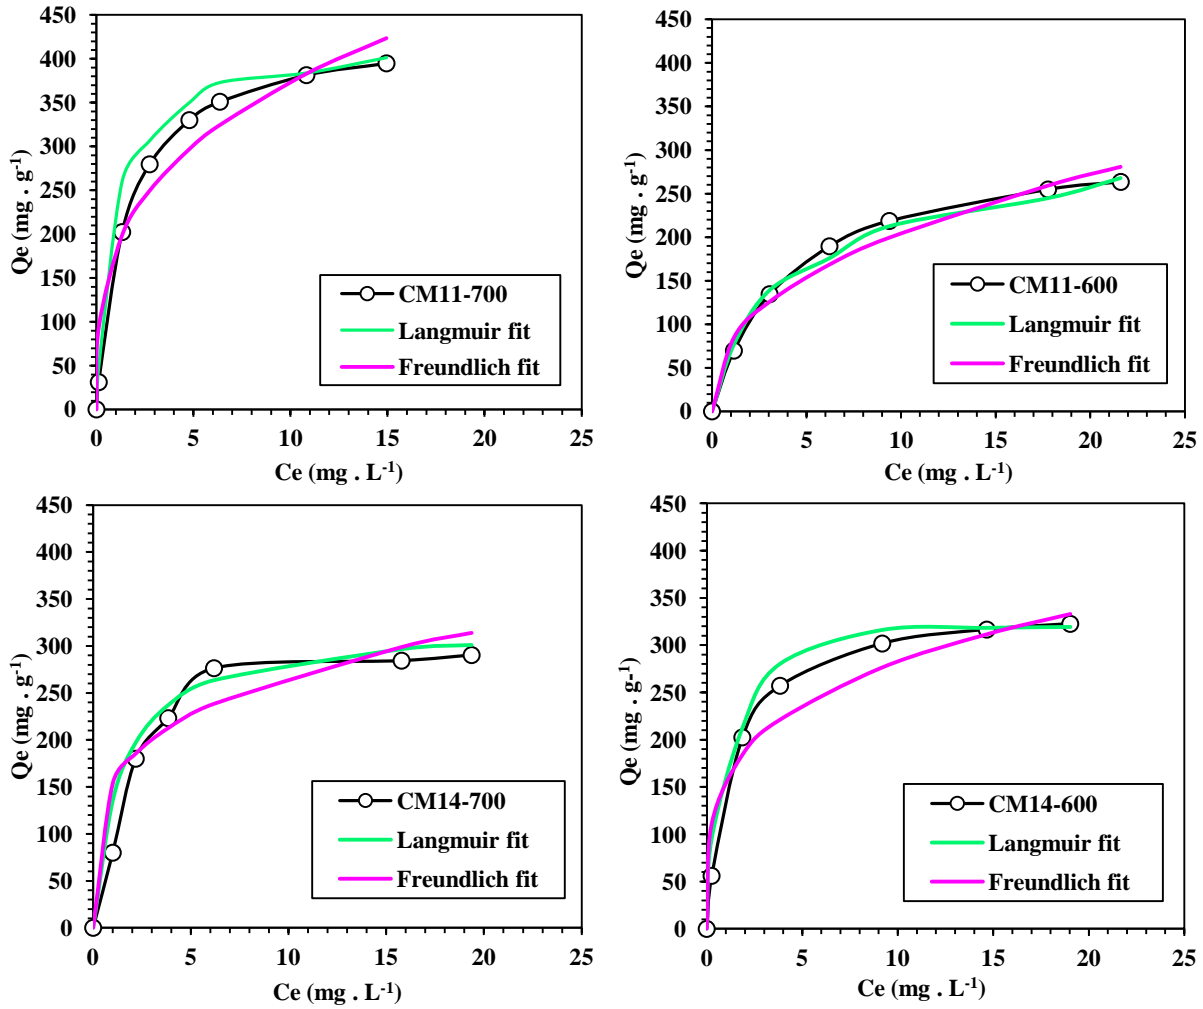 450
400
350
300
250
200
150
100
50
0
Qe (mg . g-1)
CM11-700
Langmuir fit
Freundlich fit
0 5 10 15 20 25
Ce (mg . L-1)
450
400
350
300
250
200
150
100
50
0
Qe (mg . g-1)
CM11-600
Langmuir fit
Freundlich fit
0 5 10 15 20 25
Ce (mg . L-1)
450
400
350
300
250
200
150
100
50
0
Qe (mg . g-1)
CM14-700
Langmuir fit
Freundlich fit
0 5 10 15 20 25
Ce (mg . L-1)
450
400
350
300
250
200
150
100
50
0
Qe (mg . g-1)
CM14-600
Langmuir fit
Freundlich fit
0 5 10 15 20 25
Ce (mg . L-1)